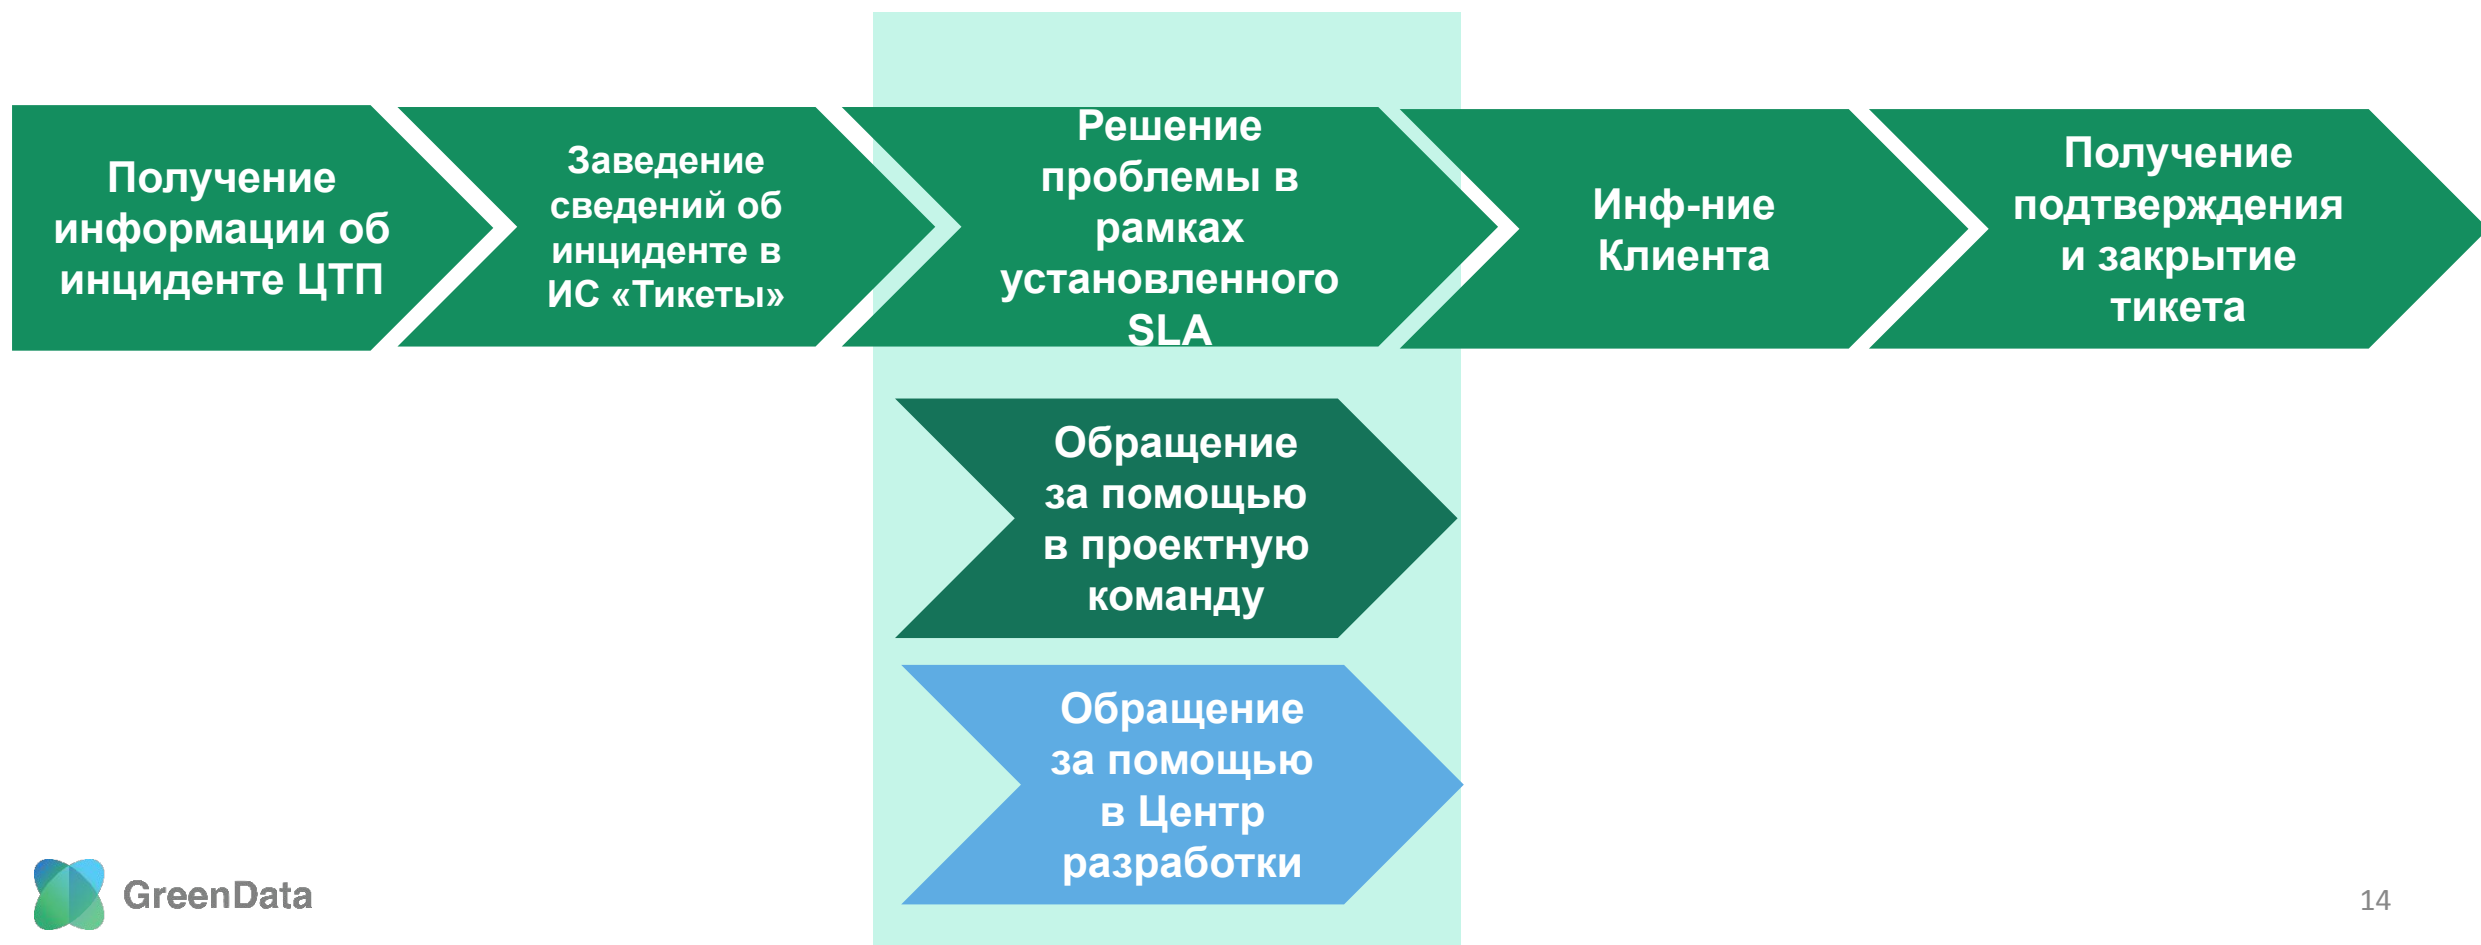 Получение
информации об
инциденте ЦТП
Заведение
сведений об
инциденте в
ИС «Тикеты»
Решение
проблемы в
рамках
установленного
SLA
Инф-ние
Клиента
Получение
подтверждения
и закрытие
тикета
Обращение
за помощью
в проектную
команду
Обращение
за помощью
в Центр
разработки
GreenData
14